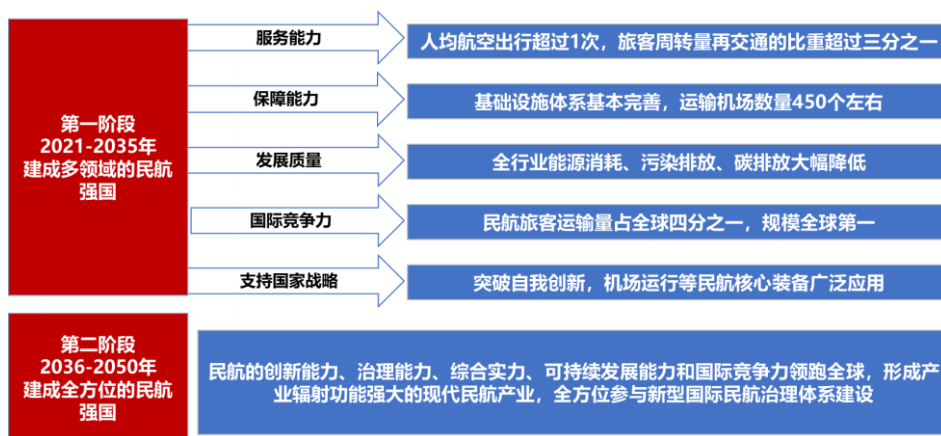 第一阶段
2021-2035年
建成多领域的民航
强国
服务能力
人均航空出行超过1次，旅客周转量再交通的比重超过三分之一
保障能力
基础设施体系基本完善，运输机场数量450个左右
发展质量
全行业能源消耗、污染排放、碳排放大幅降低
国际竞争力
民航旅客运输量占全球四分之一，规模全球第一
支持国家战略
突破自我创新，机场运行等民航核心装备广泛应用
第二阶段
2036-2050年
建成全方位的民航
强国
民航的创新能力、治理能力、综合实力、可持续发展能力和国际竞争力领跑全球，形成产
业辐射功能强大的现代民航产业，全方位参与新型国际民航治理体系建设